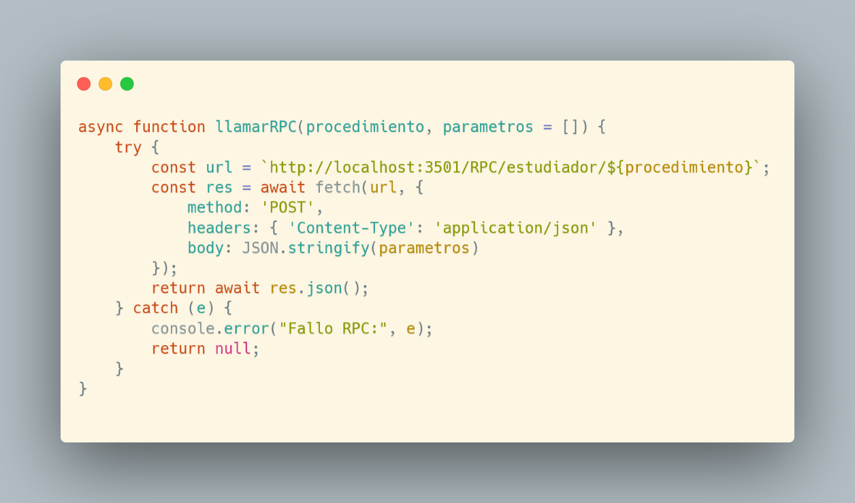 async function llamarRPC(procedimiento, parametros = []) {
    try {
        const url = `http://localhost:3501/RPC/estudiador/${procedimiento}`;
        const res = await fetch(url, {
            method: 'POST',
            headers: { 'Content-Type': 'application/json' },
            body: JSON.stringify(parametros)
        });
        return await res.json();
    } catch (e) {
        console.error("Fallo RPC:", e);
        return null;
    }
}